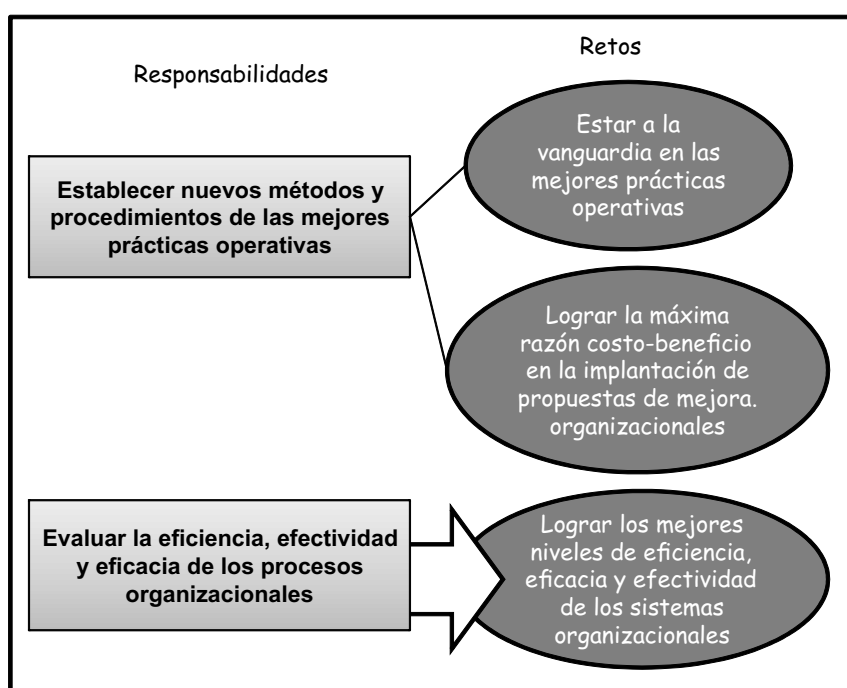 Responsabilidades
Retos
Establecer nuevos métodos y
procedimientos de las mejores
prácticas operativas
Estar a la
vanguardia en las
mejores prácticas
operativas
Lograr la máxima
razón costo-beneficio
en la implantación de
propuestas de mejora.
organizacionales
Evaluar la eficiencia, efectividad
y eficacia de los procesos
organizacionales
Lograr los mejores
niveles de eficiencia,
eficacia y efectividad
de los sistemas
organizacionales